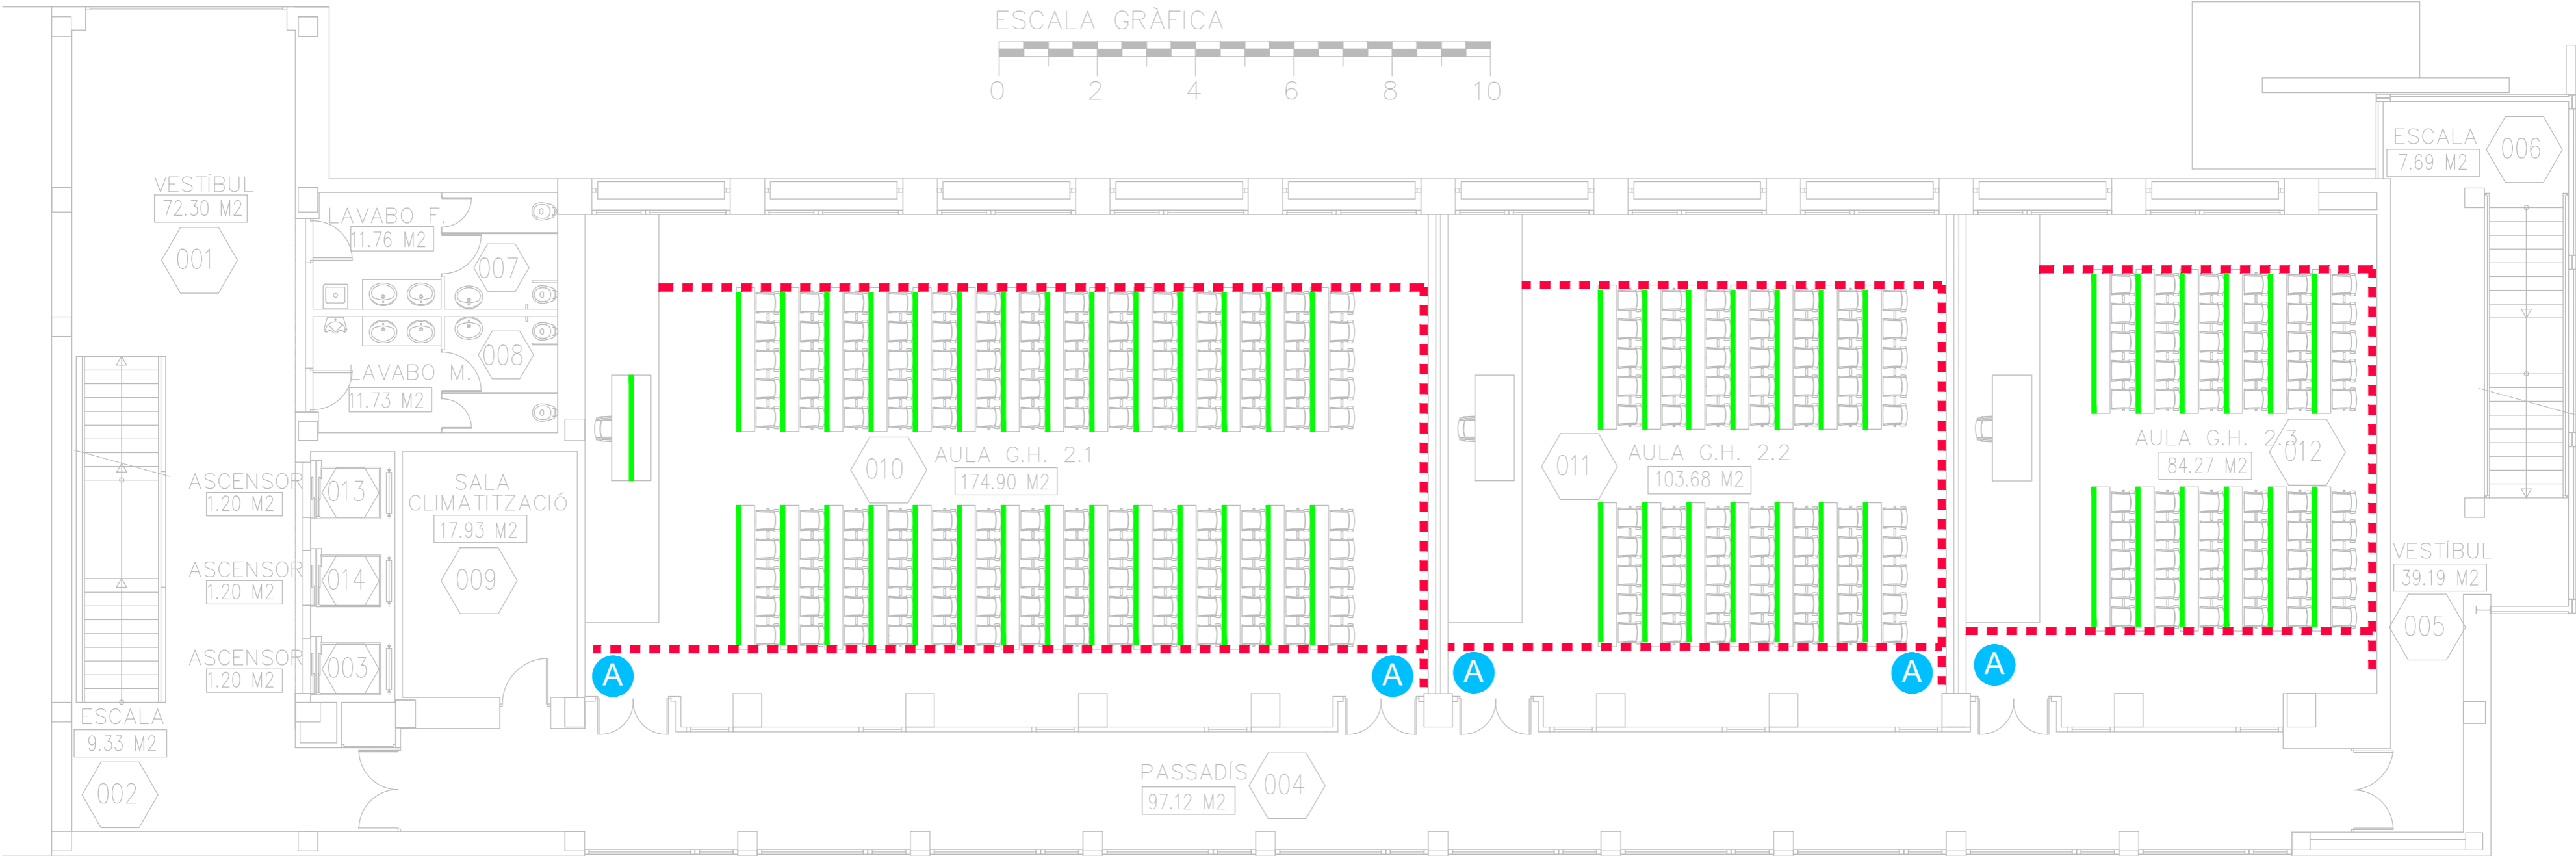 ESCALA GRÀFICA
0 2 4 6 8 10
VESTÍBUL
72.30 M2
001
LAVABO F.
11.76 M2
007
008
LAVABO M.
11.73 M2
ASCENSOR
1.20 M2
013
ASCENSOR
1.20 M2
014
ASCENSOR
1.20 M2
003
SALA
CLIMATITZACIÓ
17.93 M2
009
ESCALA
9.33 M2
002
010
AULA G.H. 2.1
174.90 M2
A
A
011
AULA G.H. 2.2
103.68 M2
A
A
AULA G.H. 2.3
84.27 M2
012
A
PASSADÍS
97.12 M2
004
ESCALA
7.69 M2
006
VESTÍBUL
39.19 M2
005